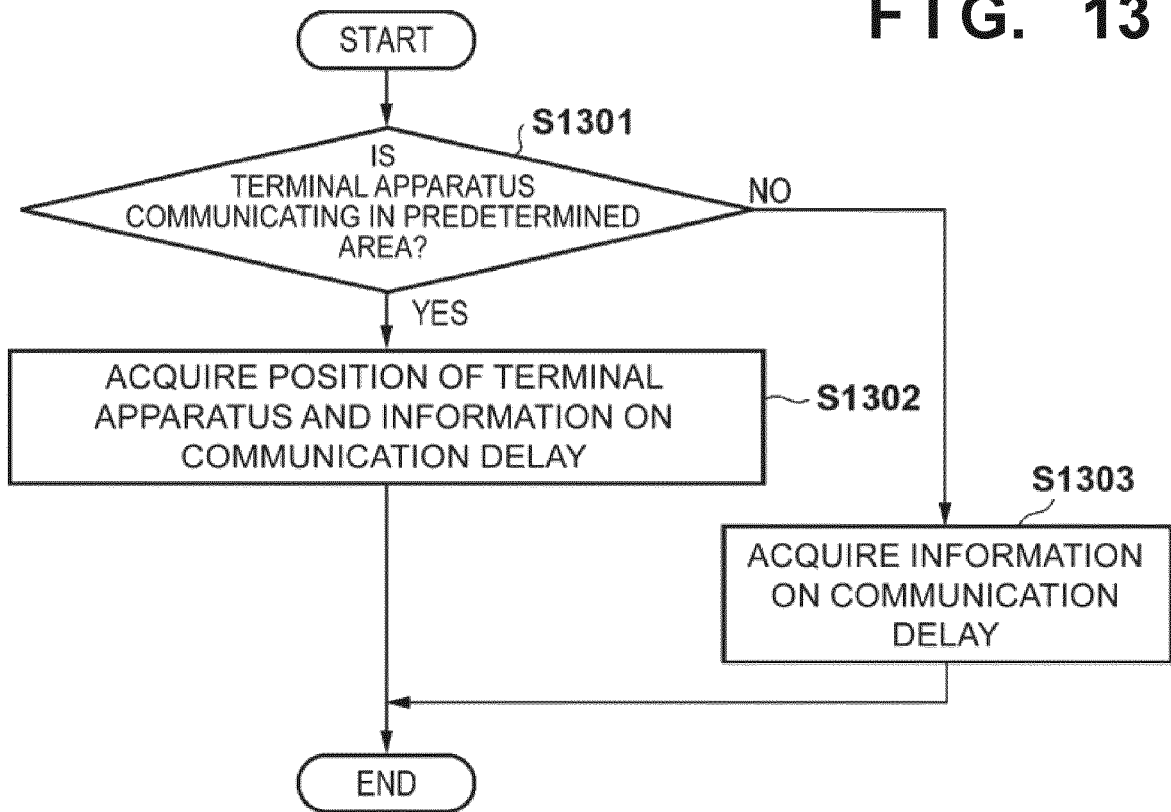 FIG. 13
START
S1301
IS
TERMINAL APPARATUS
COMMUNICATING IN PREDETERMINED
AREA?
NO
YES
ACQUIRE POSITION OF TERMINAL
APPARATUS AND INFORMATION ON
COMMUNICATION DELAY
S1302
S1303
ACQUIRE INFORMATION
ON COMMUNICATION
DELAY
END